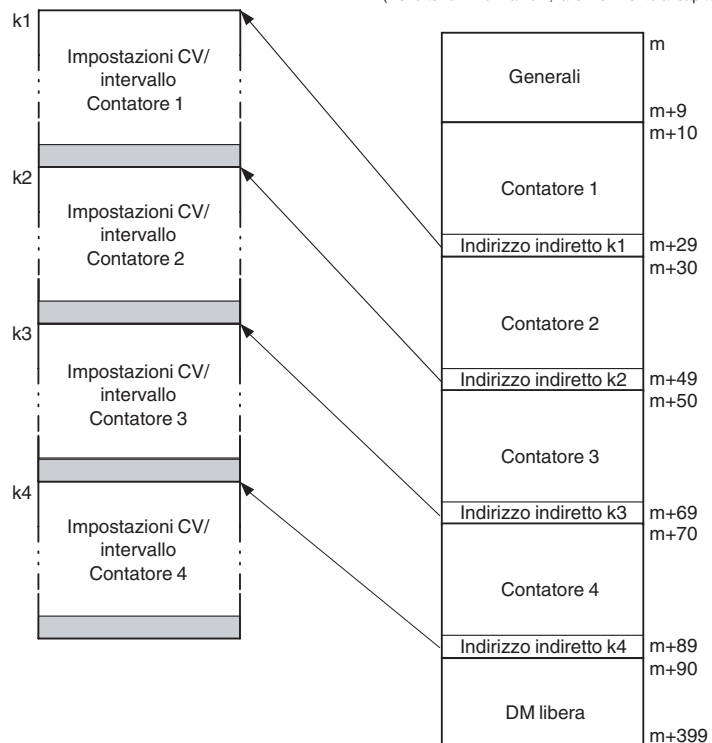 k1
Impostazioni CV/
intervallo
Contatore 1
k2
Impostazioni CV/
intervallo
Contatore 2
k3
Impostazioni CV/
intervallo
Contatore 3
k4
Impostazioni CV/
intervallo
Contatore 4
m
Generali
m+9
m+10
Contatore 1
Indirizzo indiretto k1 m+29
m+30
Contatore 2
Indirizzo indiretto k2 m+49
m+50
Contatore 3
Indirizzo indiretto k3 m+69
m+70
Contatore 4
Indirizzo indiretto k4 m+89
m+90
DM libera
m+399